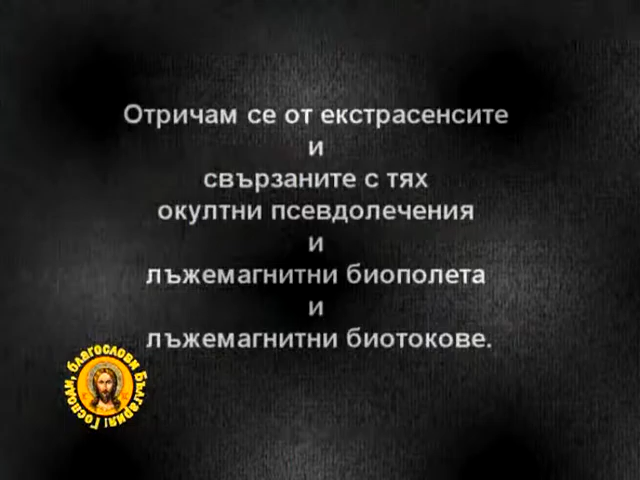 Отричам се от екстрасенсите
и
свързаните с тях
окултни псевдолечения
и
лъжемагнитни биополета
и
лъжемагнитни биотокове.
Господи, благослови България!